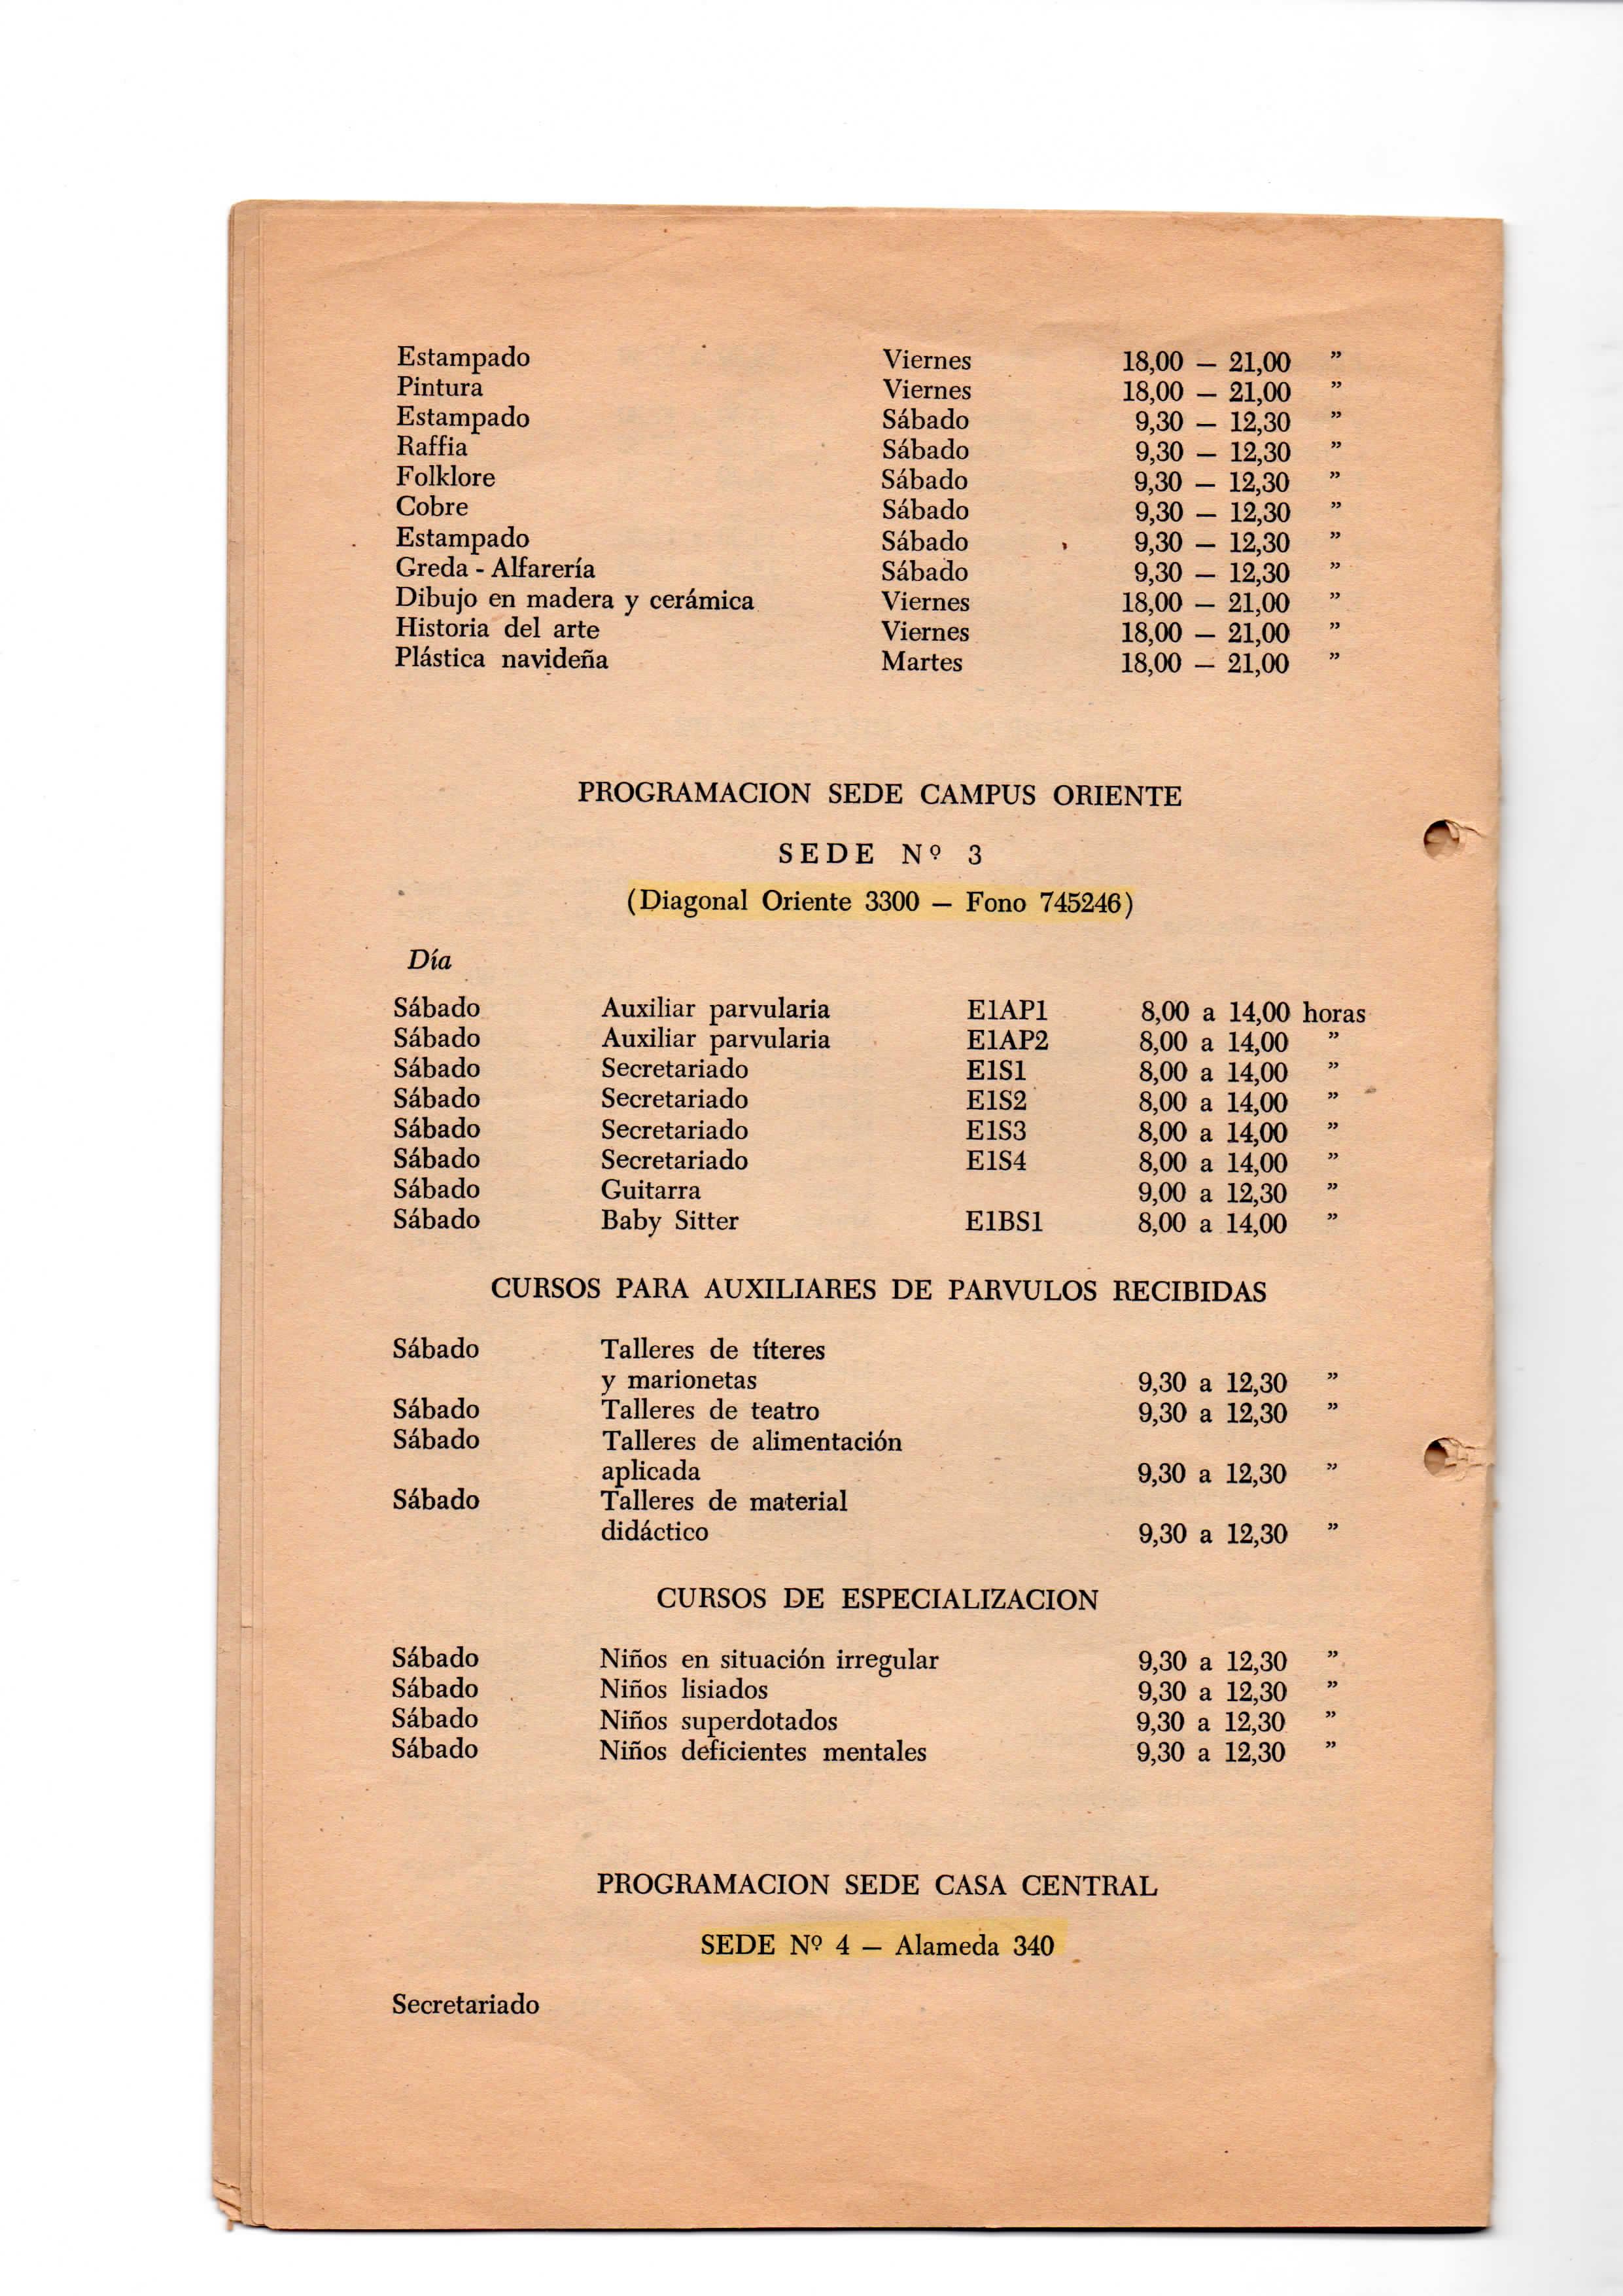 Estampado Viernes 18,00 — 21,00 ”
Pintura Viernes 18,00 — 21,00 ”
Estampado Sábado 9,30 — 12,30 ”
Raffia Sábado 9,30 — 12,30 ”
Folklore Sábado 9,30 — 12,30 ”
Cobre Sábado 9,30 — 12,30 ”
Estampado Sábado 9,30 — 12,30 ”
Greda - Alfarería Sábado 9,30 — 12,30 ”
Dibujo en madera y cerámica Viernes 18,00 — 21,00 ”
Historia del arte Viernes 18,00 — 21,00 ”
Plástica navideña Martes 18,00 — 21,00 ”
PROGRAMACION SEDE CAMPUS ORIENTE
SEDE Nº 3
(Diagonal Oriente 3300 — Fono 745246)
Día
Sábado Auxiliar parvularia E1AP1 8,00 a 14,00 horas
Sábado Auxiliar parvularia E1AP2 8,00 a 14,00 ”
Sábado Secretariado E1S1 8,00 a 14,00 ”
Sábado Secretariado E1S2 8,00 a 14,00 ”
Sábado Secretariado E1S3 8,00 a 14,00 ”
Sábado Secretariado E1S4 8,00 a 14,00 ”
Sábado Guitarra 9,00 a 12,30 ”
Sábado Baby Sitter E1BS1 8,00 a 14,00 ”
CURSOS PARA AUXILIARES DE PARVULOS RECIBIDAS
Sábado Talleres de títeres
y marionetas 9,30 a 12,30 ”
Sábado Talleres de teatro 9,30 a 12,30 ”
Sábado Talleres de alimentación
aplicada 9,30 a 12,30 ”
Sábado Talleres de material
didáctico 9,30 a 12,30 ”
CURSOS DE ESPECIALIZACION
Sábado Niños en situación irregular 9,30 a 12,30 ”
Sábado Niños lisiados 9,30 a 12,30 ”
Sábado Niños superdotados 9,30 a 12,30 ”
Sábado Niños deficientes mentales 9,30 a 12,30 ”
PROGRAMACION SEDE CASA CENTRAL
SEDE Nº 4 — Alameda 340
Secretariado